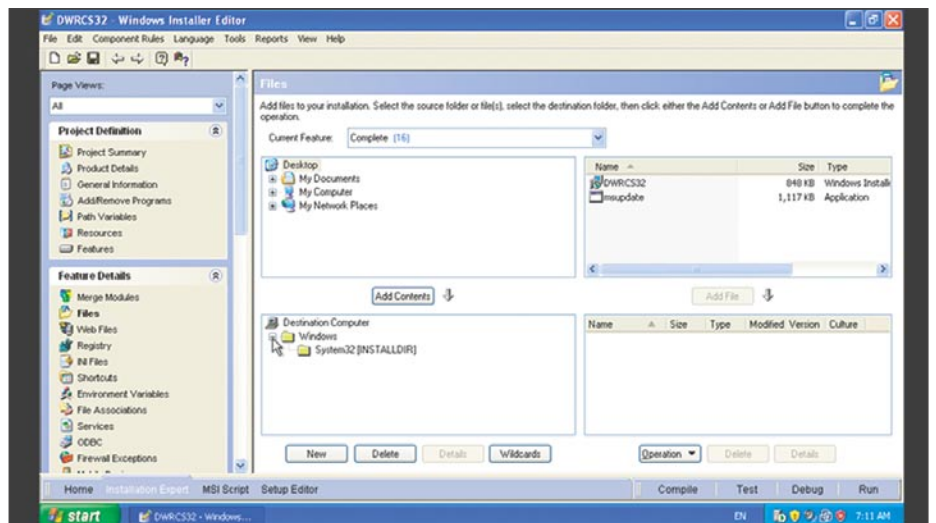 DWRCS32 - Windows Installer Editor
File Edit Component Rules Language Tools Reports View Help
Page Views:
All
Project Definition
Project Summary
Product Details
General Information
Add/Remove Programs
Path Variables
Resources
Features
Feature Details
Merge Modules
Files
Web Files
Registry
INI Files
Shortcuts
Environment Variables
File Associations
Services
ODBC
Firewall Exceptions
Files
Add files to your installation. Select the source folder or file(s), select the destination folder, then click either the Add Contents or Add File button to complete the
operation.
Current Feature: Complete (16)
Desktop
My Documents
My Computer
My Network Places
Name Size Type
DWRCS32 848 KB Windows Install
msupdate 1,117 KB Application
Add Contents
Add File
Destination Computer
Windows
System32 [INSTALLDIR]
Name Size Type Modified Version Culture
New Delete Details Wildcards
Operation Delete Details
Home Installation Expert MSI Script Setup Editor Compile Test Debug Run
start DWRCS32 - Windows... EN 7:11 AM